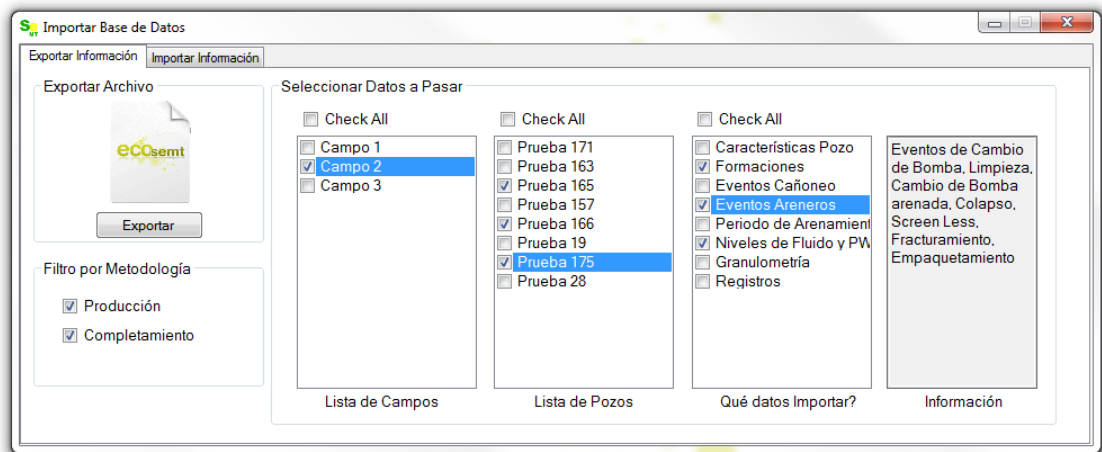 Importar Base de Datos
Exportar Información
Importar Información
Exportar Archivo
ecosemt
Exportar
Filtro por Metodología
Producción
Completamiento
Seleccionar Datos a Pasar
Check All
Campo 1
Campo 2
Campo 3
Lista de Campos
Check All
Prueba 171
Prueba 163
Prueba 165
Prueba 157
Prueba 166
Prueba 19
Prueba 175
Prueba 28
Lista de Pozos
Check All
Características Pozo
Formaciones
Eventos Cañoneo
Eventos Areneros
Periodo de Arenamient
Niveles de Fluido y PW
Granulometría
Registros
Qué datos Importar?
Eventos de Cambio
de Bomba, Limpieza,
Cambio de Bomba
arenada, Colapso,
Screen Less,
Fracturamiento,
Empaquetamiento
Información